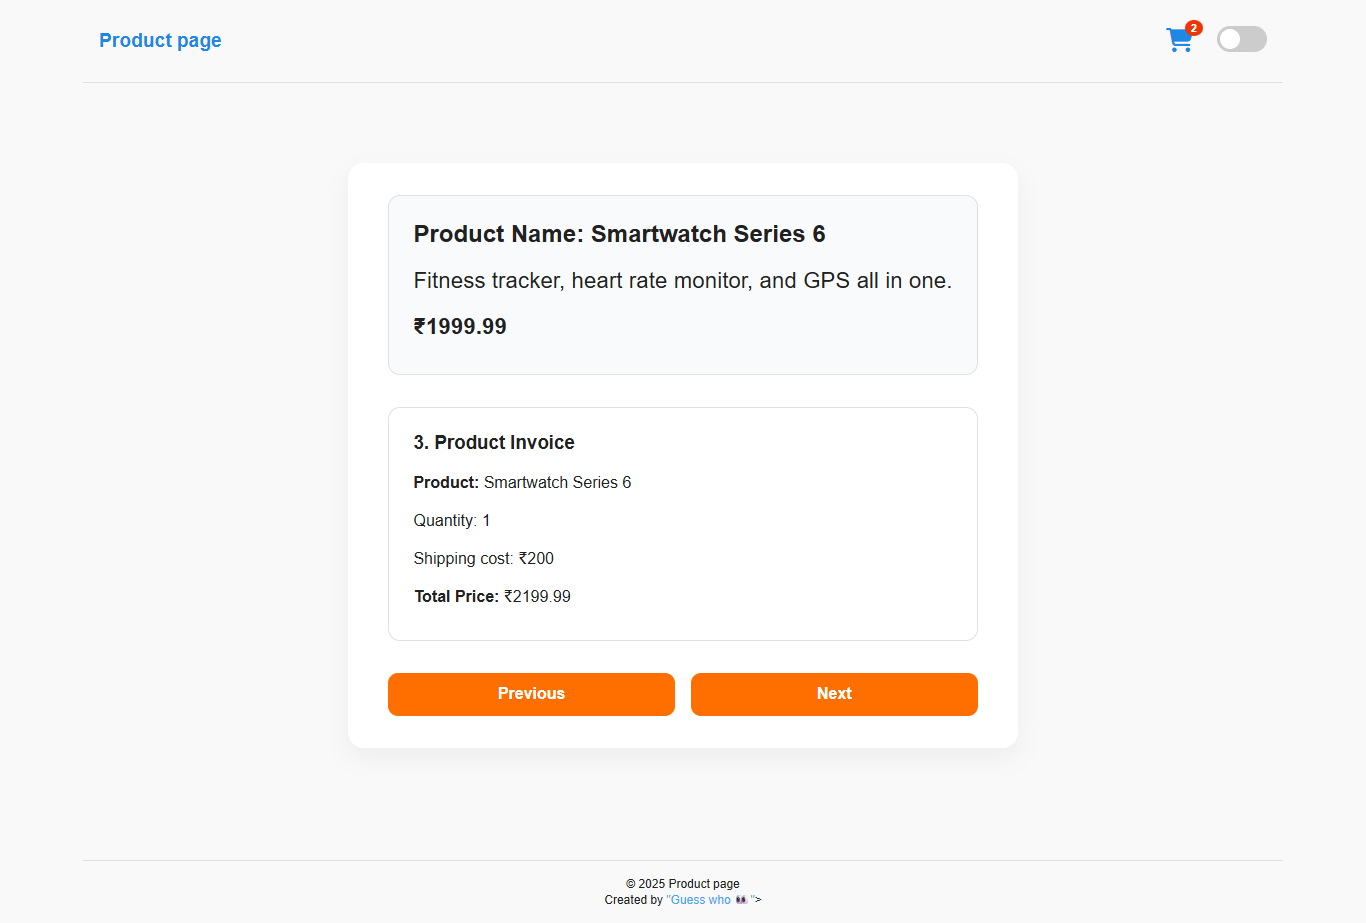 Product page
2
Product Name: Smartwatch Series 6
Fitness tracker, heart rate monitor, and GPS all in one.
₹1999.99
3. Product Invoice
Product: Smartwatch Series 6
Quantity: 1
Shipping cost: ₹200
Total Price: ₹2199.99
Previous
Next
© 2025 Product page
Created by "Guess who 👀 ">